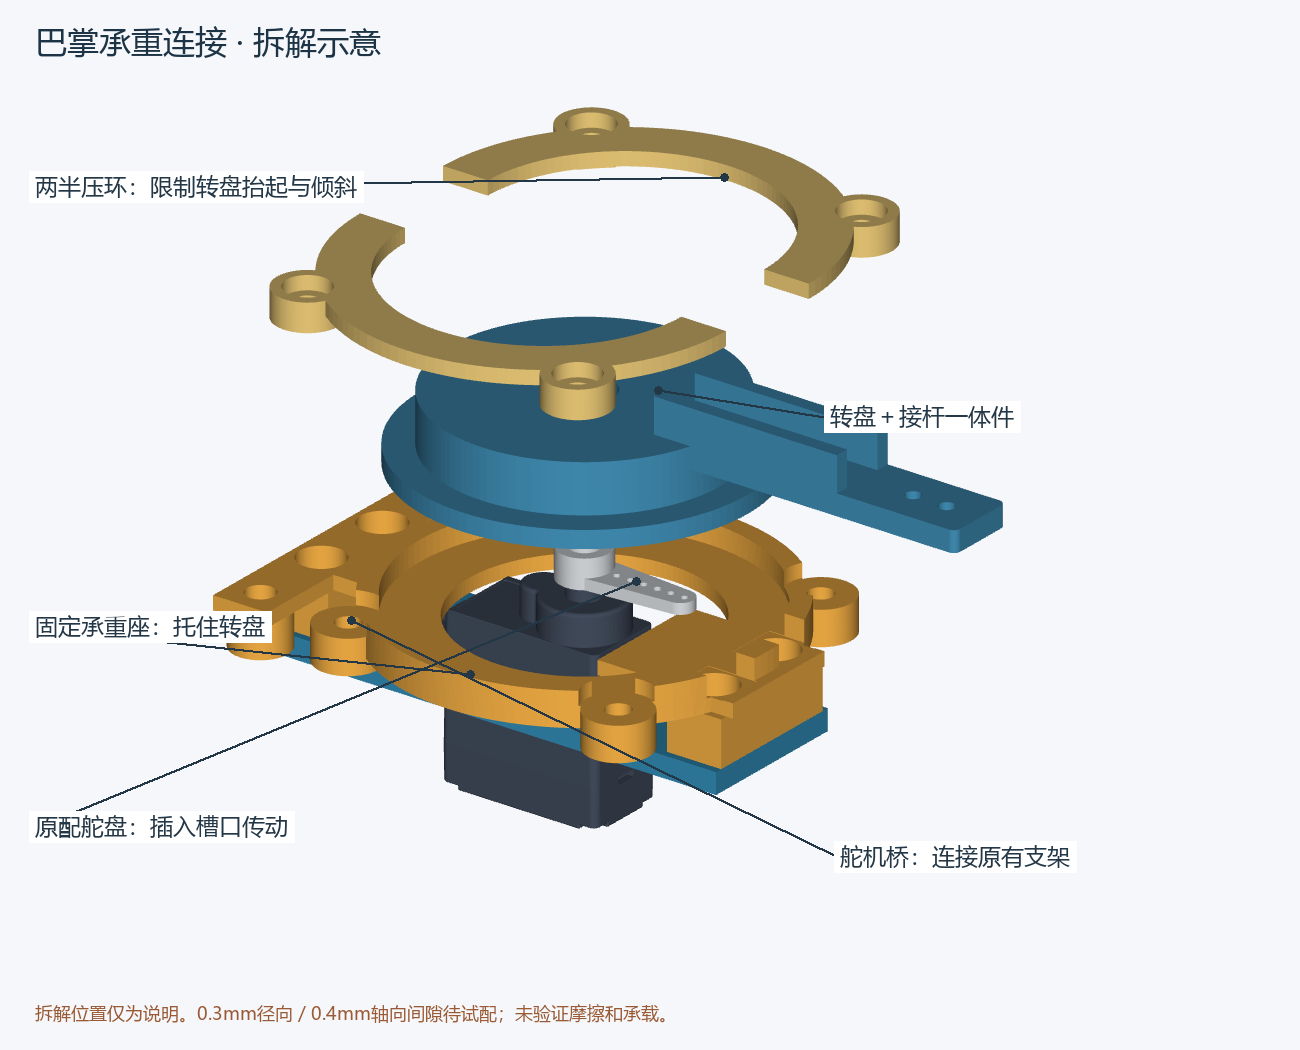 巴掌承重连接 · 拆解示意
两半压环：限制转盘抬起与倾斜
转盘 + 接杆一体件
固定承重座：托住转盘
原配舵盘：插入槽口传动
舵机桥：连接原有支架
拆解位置仅为说明。0.3mm径向 / 0.4mm轴向间隙待试配；未验证摩擦和承载。